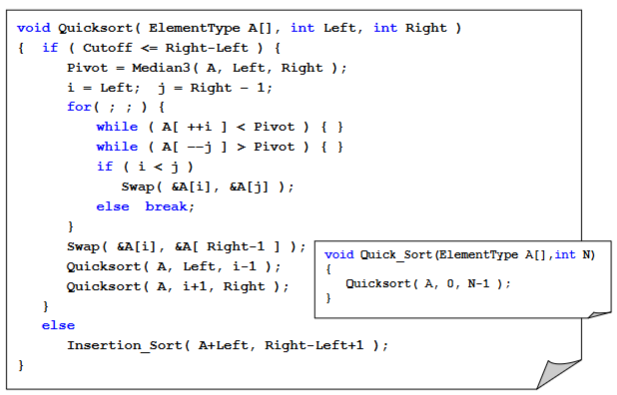 void Quicksort( ElementType A[], int Left, int Right )
{  if ( Cutoff <= Right-Left ) {
      Pivot = Median3( A, Left, Right );
      i = Left;  j = Right - 1;
      for( ; ; ) {
         while ( A[ ++i ] < Pivot ) { }
         while ( A[ --j ] > Pivot ) { }
         if ( i < j )
            Swap( &A[i], &A[j] );
         else  break;
      }
      Swap( &A[i], &A[ Right-1 ] );
      Quicksort( A, Left, i-1 );
      Quicksort( A, i+1, Right );
   }
   else
      Insertion_Sort( A+Left, Right-Left+1 );
}
void Quick_Sort(ElementType A[],int N)
{
   Quicksort( A, 0, N-1 );
}